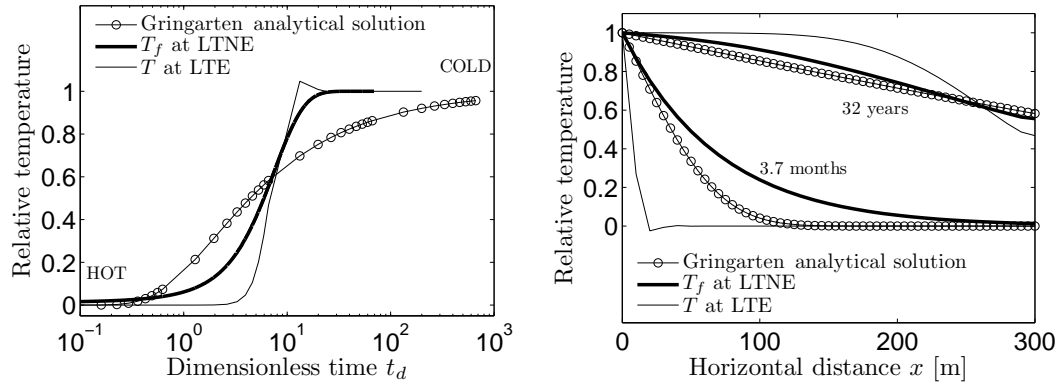 Gringarten analytical solution
T_f at LTNE
T at LTE
COLD
HOT
1
0.8
0.6
0.4
0.2
0
10^-1
10^0
10^1
10^2
10^3
Relative temperature
Dimensionless time t_d
1
0.8
0.6
0.4
0.2
0
32 years
3.7 months
Gringarten analytical solution
T_f at LTNE
T at LTE
0
100
200
300
Relative temperature
Horizontal distance x [m]